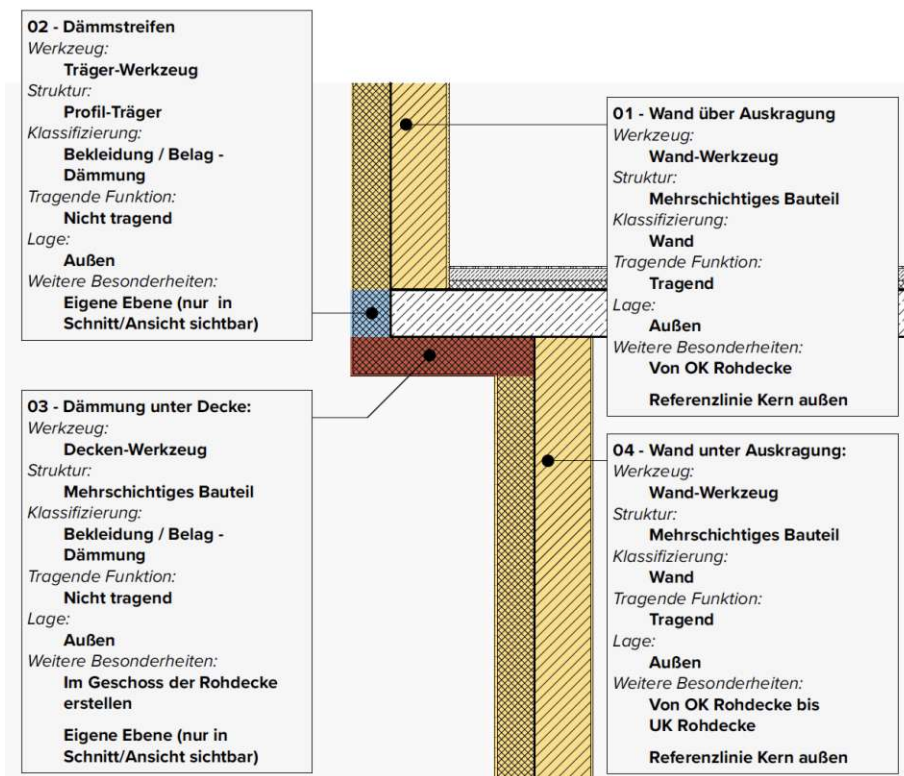 02 - Dämmstreifen
Werkzeug:
Träger-Werkzeug
Struktur:
Profil-Träger
Klassifizierung:
Bekleidung / Belag -
Dämmung
Tragende Funktion:
Nicht tragend
Lage:
Außen
Weitere Besonderheiten:
Eigene Ebene (nur in
Schnitt/Ansicht sichtbar)
01 - Wand über Auskragung
Werkzeug:
Wand-Werkzeug
Struktur:
Mehrschichtiges Bauteil
Klassifizierung:
Wand
Tragende Funktion:
Tragend
Lage:
Außen
Weitere Besonderheiten:
Von OK Rohdecke
Referenzlinie Kern außen
03 - Dämmung unter Decke:
Werkzeug:
Decken-Werkzeug
Struktur:
Mehrschichtiges Bauteil
Klassifizierung:
Bekleidung / Belag -
Dämmung
Tragende Funktion:
Nicht tragend
Lage:
Außen
Weitere Besonderheiten:
Im Geschoss der Rohdecke
erstellen
Eigene Ebene (nur in
Schnitt/Ansicht sichtbar)
04 - Wand unter Auskragung:
Werkzeug:
Wand-Werkzeug
Struktur:
Mehrschichtiges Bauteil
Klassifizierung:
Wand
Tragende Funktion:
Tragend
Lage:
Außen
Weitere Besonderheiten:
Von OK Rohdecke bis
UK Rohdecke
Referenzlinie Kern außen